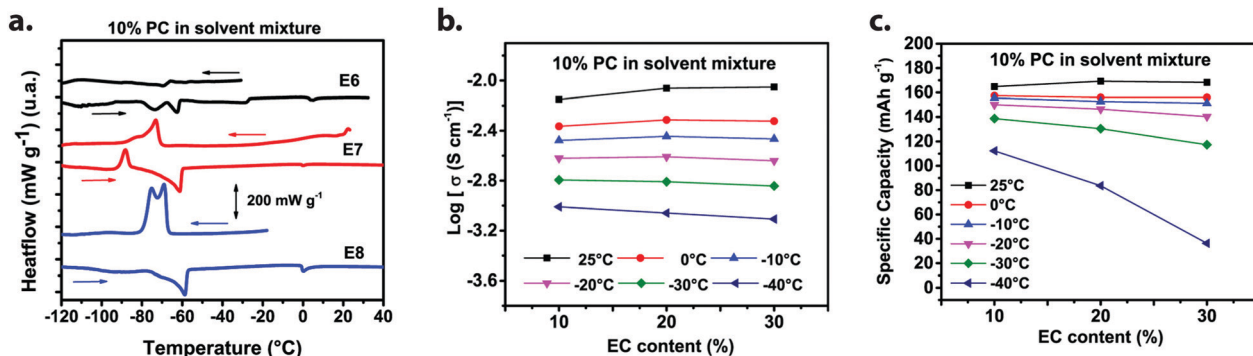 a.
10% PC in solvent mixture
Heatflow (mW g⁻¹) (u.a.)
E6
E7
200 mW g⁻¹
E8
-120 -100 -80 -60 -40 -20 0 20 40
Temperature (°C)
b.
10% PC in solvent mixture
Log [ σ (S cm⁻¹)]
-2.0
-2.4
-2.8
-3.2
-3.6
25°C 0°C -10°C
-20°C -30°C -40°C
10 20 30
EC content (%)
c.
10% PC in solvent mixture
Specific Capacity (mAh g⁻¹)
200
180
160
140
120
100
80
60
40
20
0
25°C
0°C
-10°C
-20°C
-30°C
-40°C
10 20 30
EC content (%)